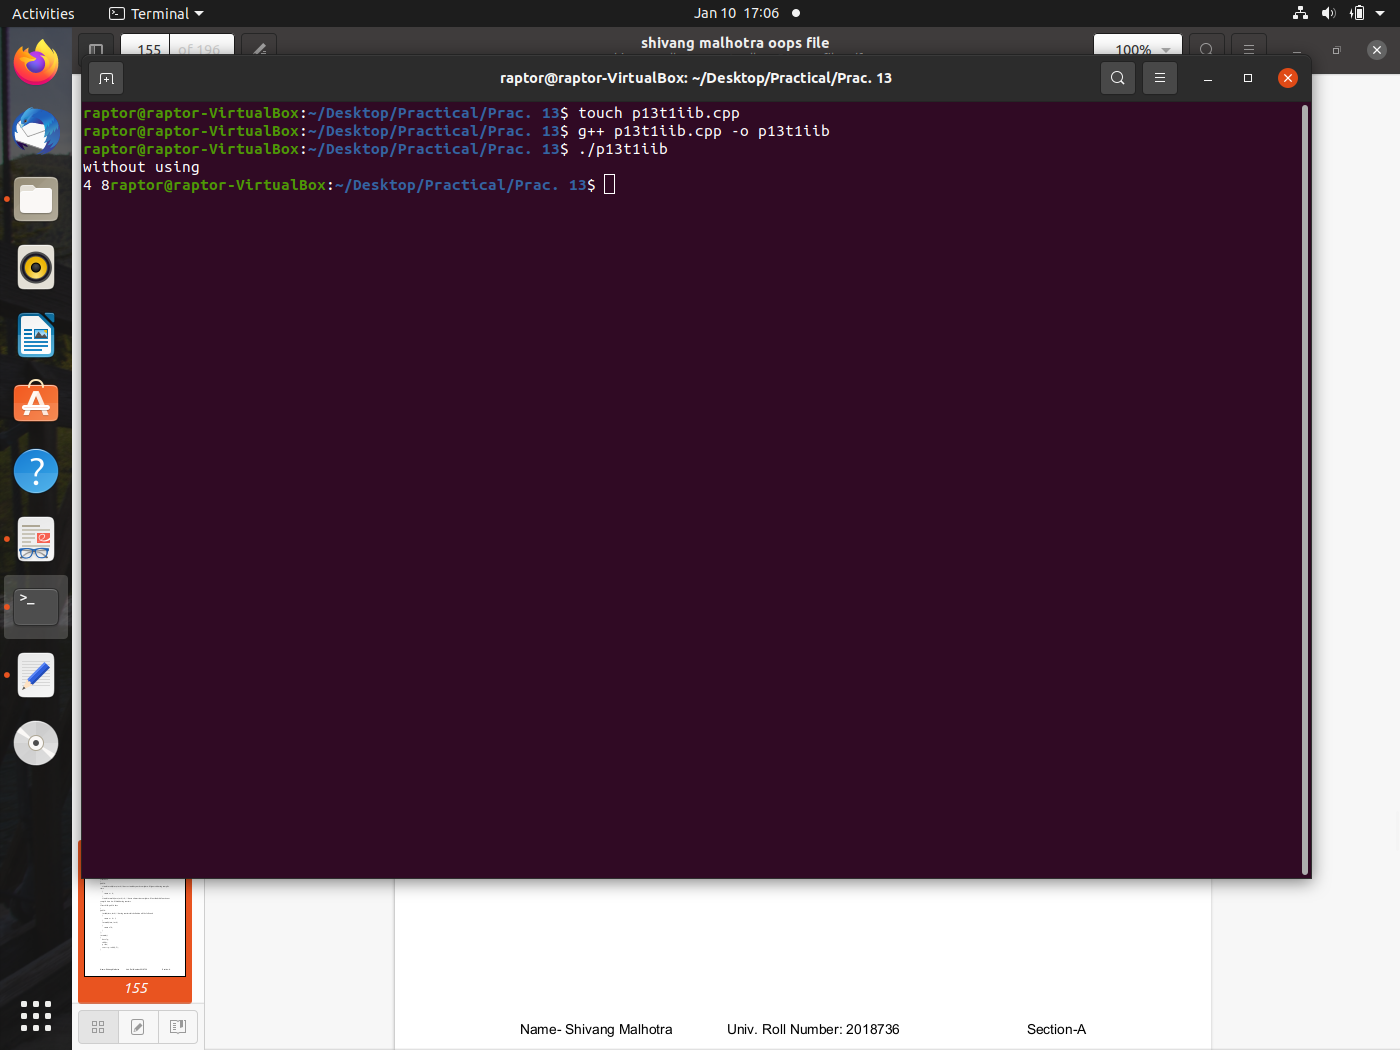 Activities
Terminal
Jan 10 17:06
155 of 196
shivang malhotra oops file
100%
raptor@raptor-VirtualBox: ~/Desktop/Practical/Prac. 13
raptor@raptor-VirtualBox:~/Desktop/Practical/Prac. 13$ touch p13t1iib.cpp
raptor@raptor-VirtualBox:~/Desktop/Practical/Prac. 13$ g++ p13t1iib.cpp -o p13t1iib
raptor@raptor-VirtualBox:~/Desktop/Practical/Prac. 13$ ./p13t1iib
without using
4 8raptor@raptor-VirtualBox:~/Desktop/Practical/Prac. 13$
155
Name- Shivang Malhotra Univ. Roll Number: 2018736 Section-A